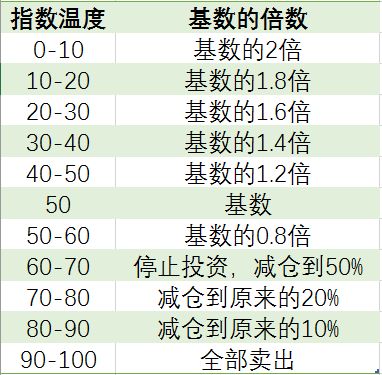 指数温度 基数的倍数
0-10 基数的2倍
10-20 基数的1.8倍
20-30 基数的1.6倍
30-40 基数的1.4倍
40-50 基数的1.2倍
50 基数
50-60 基数的0.8倍
60-70 停止投资，减仓到50%
70-80 减仓到原来的20%
80-90 减仓到原来的10%
90-100 全部卖出